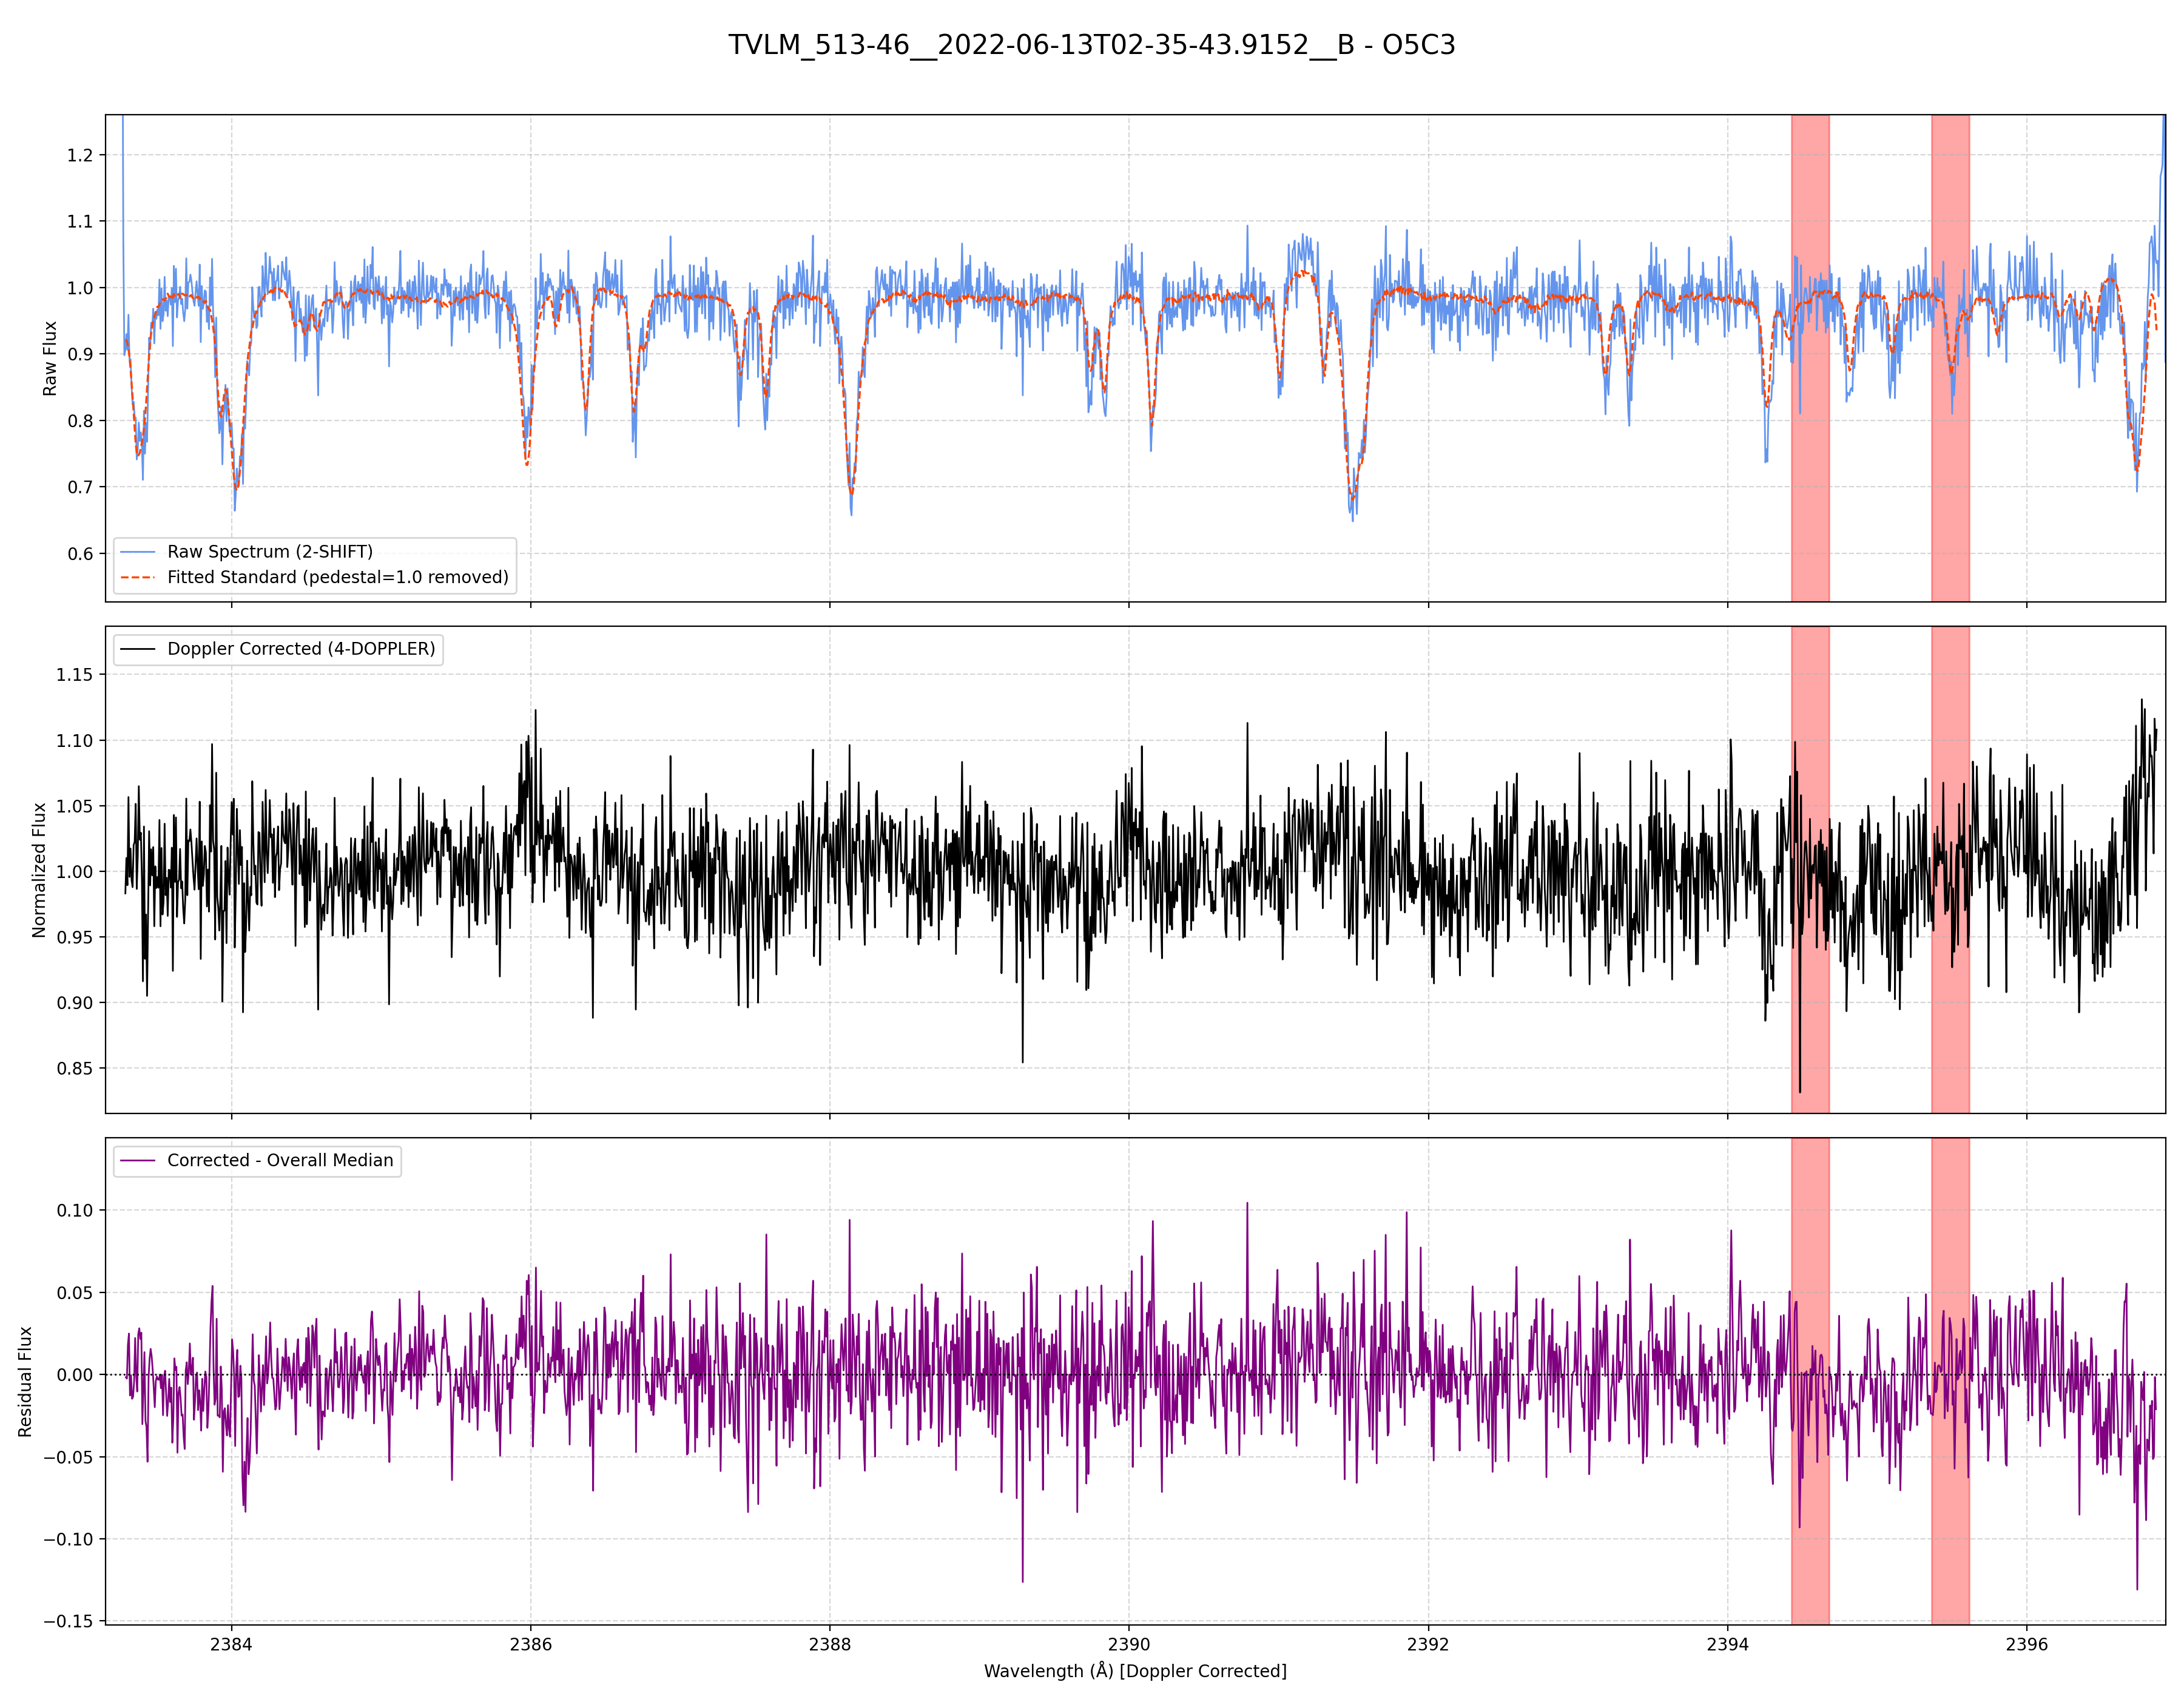 TVLM_513-46__2022-06-13T02-35-43.9152__B - O5C3
1.2
1.1
1.0
0.9
0.8
0.7
0.6
Raw Flux
Raw Spectrum (2-SHIFT)
Fitted Standard (pedestal=1.0 removed)
Doppler Corrected (4-DOPPLER)
1.15
1.10
1.05
1.00
0.95
0.90
0.85
Normalized Flux
Corrected - Overall Median
0.10
0.05
0.00
−0.05
−0.10
−0.15
Residual Flux
2384 2386 2388 2390 2392 2394 2396
Wavelength (Å) [Doppler Corrected]